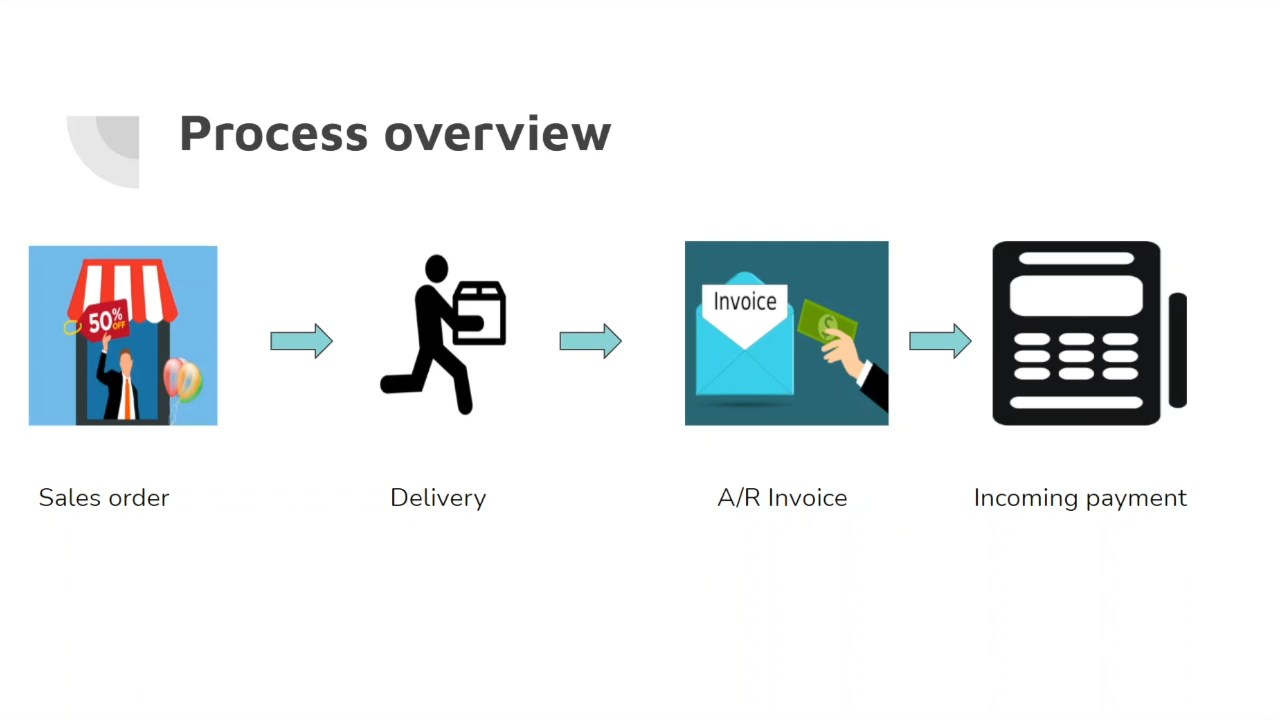 Process overview
50%
OFF
Invoice
Sales order
Delivery
A/R Invoice
Incoming payment